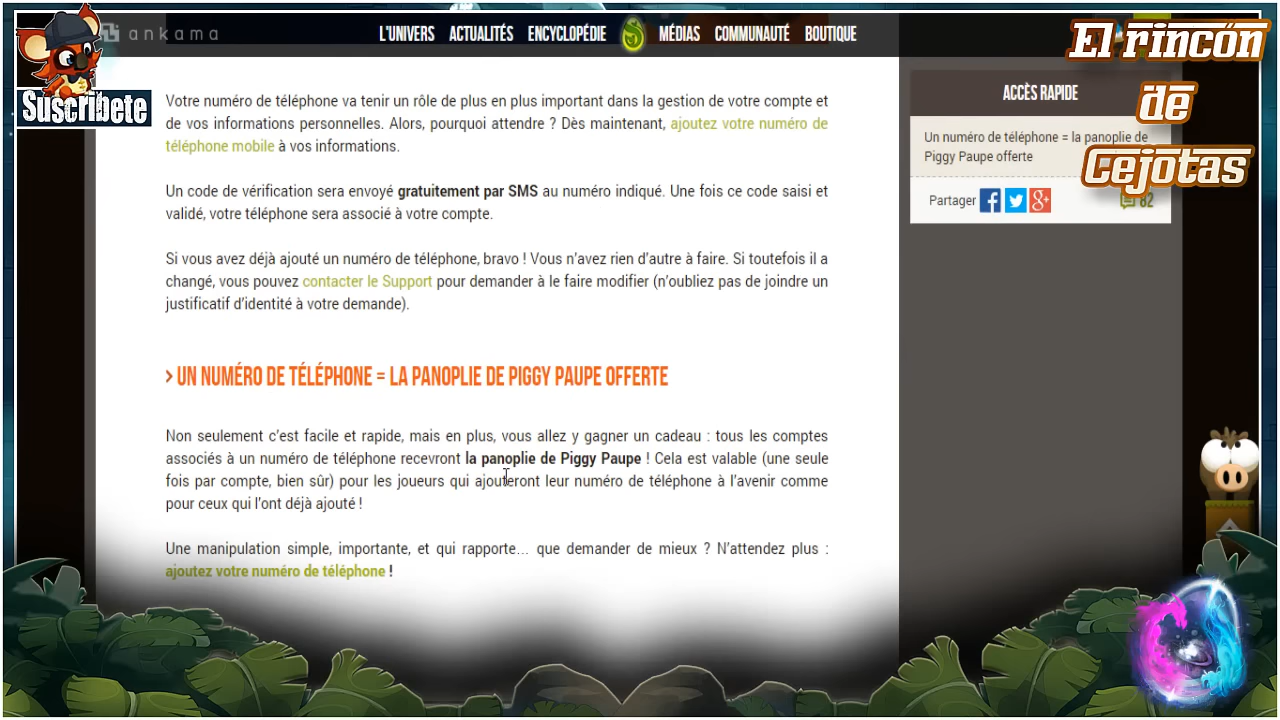 ankama
L'UNIVERS ACTUALITÉS ENCYCLOPÉDIE MÉDIAS COMMUNAUTÉ BOUTIQUE
El rincón
de
Cejotas
Suscribete
Votre numéro de téléphone va tenir un rôle de plus en plus important dans la gestion de votre compte et
de vos informations personnelles. Alors, pourquoi attendre ? Dès maintenant, ajoutez votre numéro de
téléphone mobile à vos informations.
Un code de vérification sera envoyé gratuitement par SMS au numéro indiqué. Une fois ce code saisi et
validé, votre téléphone sera associé à votre compte.
Si vous avez déjà ajouté un numéro de téléphone, bravo ! Vous n'avez rien d'autre à faire. Si toutefois il a
changé, vous pouvez contacter le Support pour demander à le faire modifier (n'oubliez pas de joindre un
justificatif d'identité à votre demande).
> UN NUMÉRO DE TÉLÉPHONE = LA PANOPLIE DE PIGGY PAUPE OFFERTE
Non seulement c'est facile et rapide, mais en plus, vous allez y gagner un cadeau : tous les comptes
associés à un numéro de téléphone recevront la panoplie de Piggy Paupe ! Cela est valable (une seule
fois par compte, bien sûr) pour les joueurs qui ajouteront leur numéro de téléphone à l'avenir comme
pour ceux qui l'ont déjà ajouté !
Une manipulation simple, importante, et qui rapporte… que demander de mieux ? N'attendez plus :
ajoutez votre numéro de téléphone !
ACCÈS RAPIDE
Un numéro de téléphone = la panoplie de
Piggy Paupe offerte
Partager 82